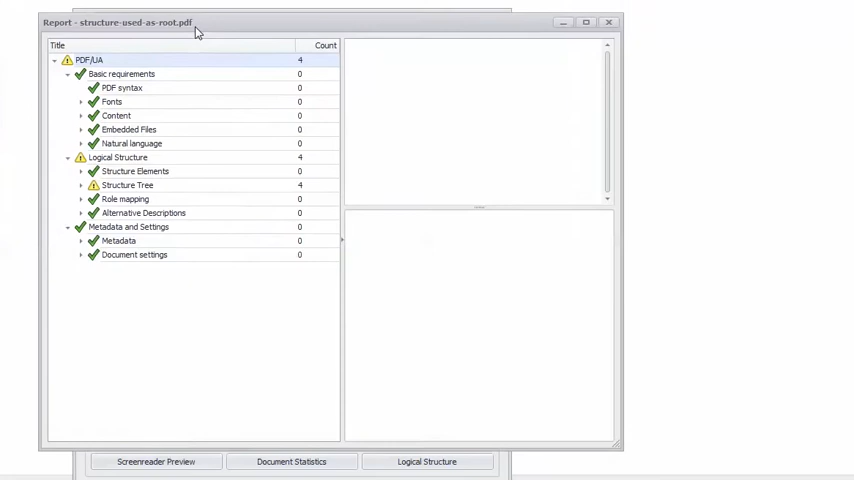 Report - structure-used-as-root.pdf
Title Count
PDF/UA 4
Basic requirements 0
PDF syntax 0
Fonts 0
Content 0
Embedded Files 0
Natural language 0
Logical Structure 4
Structure Elements 0
Structure Tree 4
Role mapping 0
Alternative Descriptions 0
Metadata and Settings 0
Metadata 0
Document settings 0
Screenreader Preview Document Statistics Logical Structure